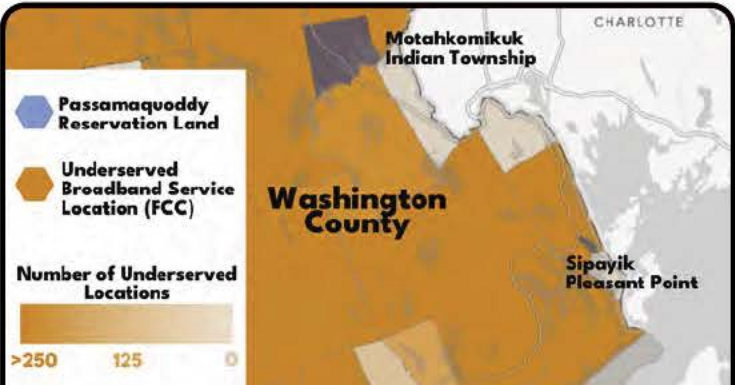 CHARLOTTE
Motahkomikuk
Indian Township
Passamaquoddy
Reservation Land
Underserved
Broadband Service
Location (FCC)
Washington
County
Sipayik
Pleasant Point
Number of Underserved
Locations
>250 125 0